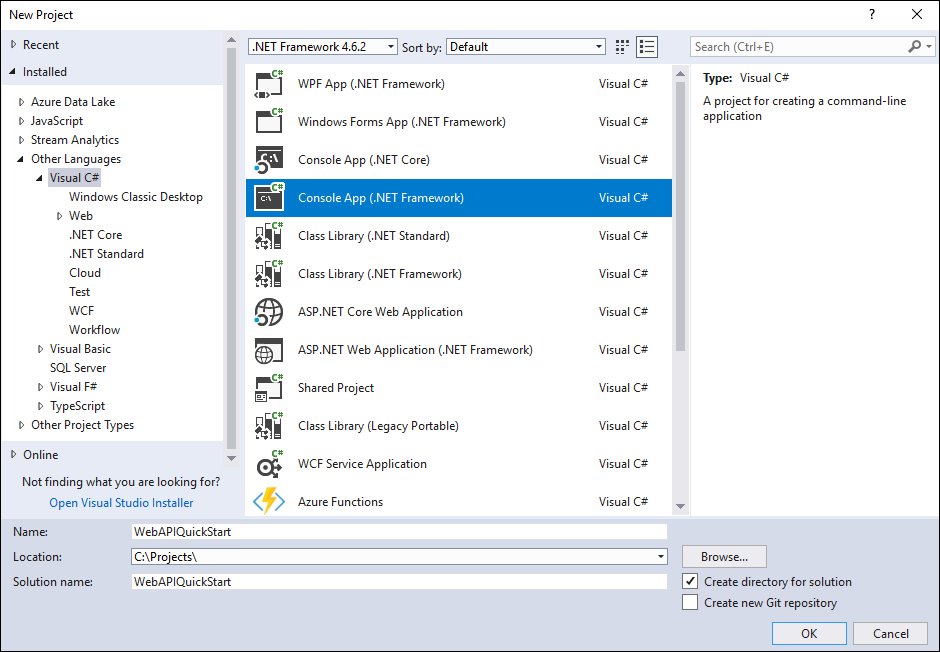 New Project
?
Recent
Installed
Azure Data Lake
JavaScript
Stream Analytics
Other Languages
Visual C#
Windows Classic Desktop
Web
.NET Core
.NET Standard
Cloud
Test
WCF
Workflow
Visual Basic
SQL Server
Visual F#
TypeScript
Other Project Types
Online
Not finding what you are looking for?
Open Visual Studio Installer
.NET Framework 4.6.2 Sort by: Default
C# WPF App (.NET Framework) Visual C#
C# Windows Forms App (.NET Framework) Visual C#
C# C:\ Console App (.NET Core) Visual C#
C# C:\ Console App (.NET Framework) Visual C#
C# Class Library (.NET Standard) Visual C#
C# Class Library (.NET Framework) Visual C#
ASP.NET Core Web Application Visual C#
ASP.NET Web Application (.NET Framework) Visual C#
C# Shared Project Visual C#
C# Class Library (Legacy Portable) Visual C#
C# WCF Service Application Visual C#
Azure Functions Visual C#
Search (Ctrl+E)
Type: Visual C#
A project for creating a command-line
application
Name: WebAPIQuickStart
Location: C:\Projects\ Browse...
Solution name: WebAPIQuickStart
Create directory for solution
Create new Git repository
OK Cancel